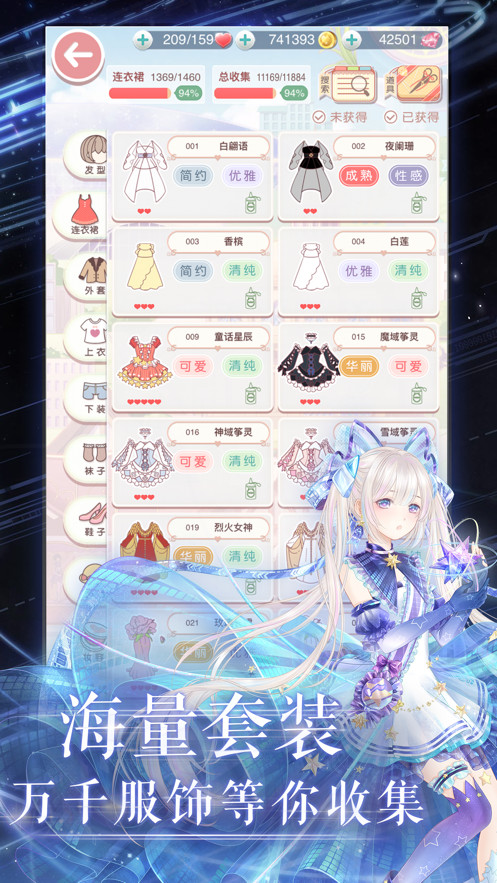 209/159 741393 42501
连衣裙 1369/1460
94%
总收集 11169/11884
94%
搜索
道具
未获得 已获得
发型
连衣裙
外套
上衣
下装
袜子
鞋子
001 白翩语
简约 优雅
002 夜阑珊
成熟 性感
003 香槟
简约 清纯
004 白莲
优雅 清纯
009 童话星辰
可爱 清纯
015 魔域筝灵
华丽 可爱
016 神域筝灵
可爱 清纯
雪域筝灵
019 烈火女神
华丽 清纯
021
海量套装
万千服饰等你收集